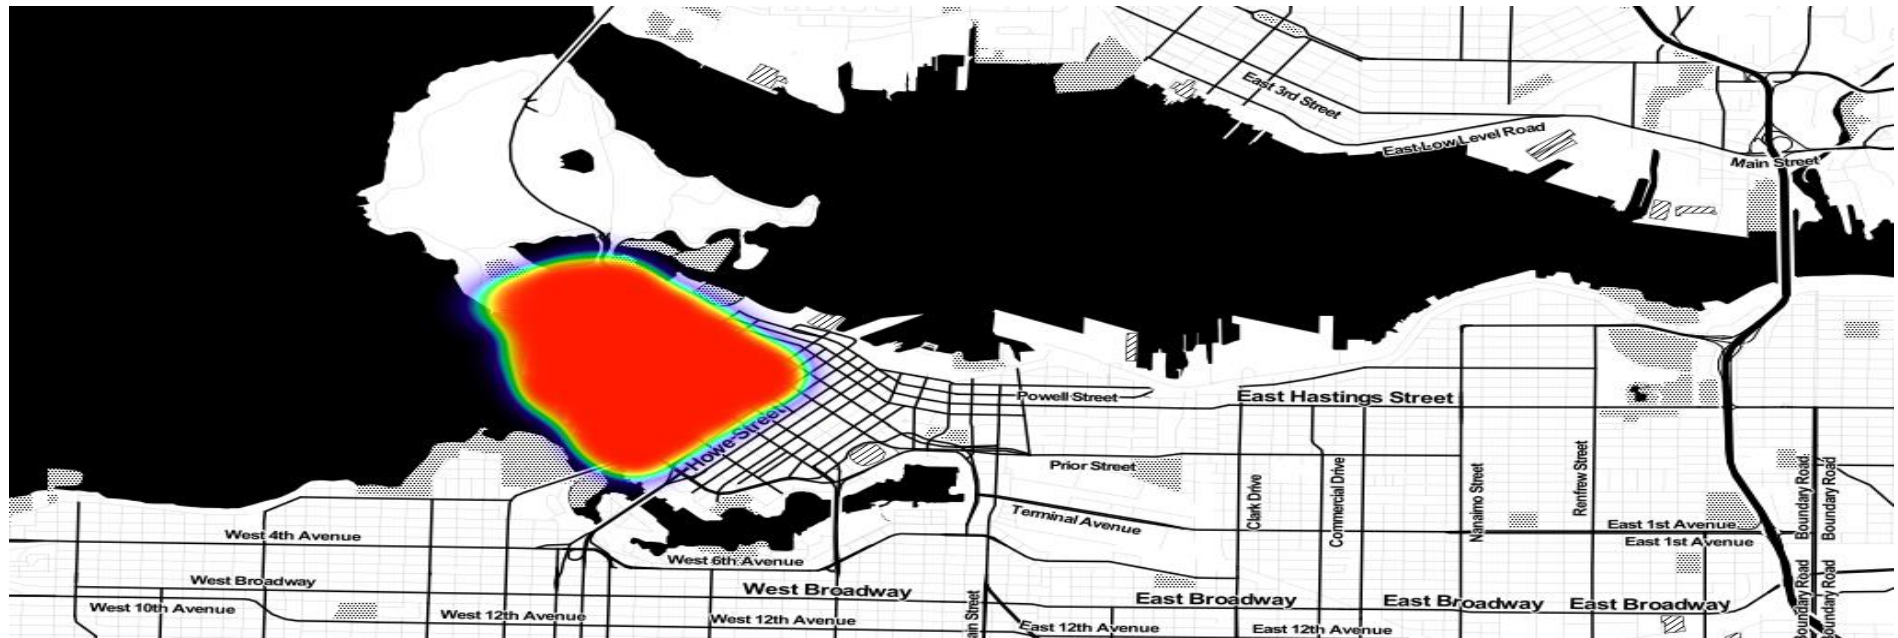 East 3rd Street
East Low Level Road
Main Street
Powell Street
East Hastings Street
Howe Street
Prior Street
Clark Drive
Commercial Drive
Nanaimo Street
Renfrew Street
Boundary Road
Boundary Road
Terminal Avenue
East 1st Avenue
East 1st Avenue
West 4th Avenue
West 6th Avenue
West Broadway
West Broadway
East Broadway
East Broadway
East Broadway
Boundary Road
Boundary Road
West 10th Avenue
West 12th Avenue
West 12th Avenue
East 12th Avenue
East 12th Avenue